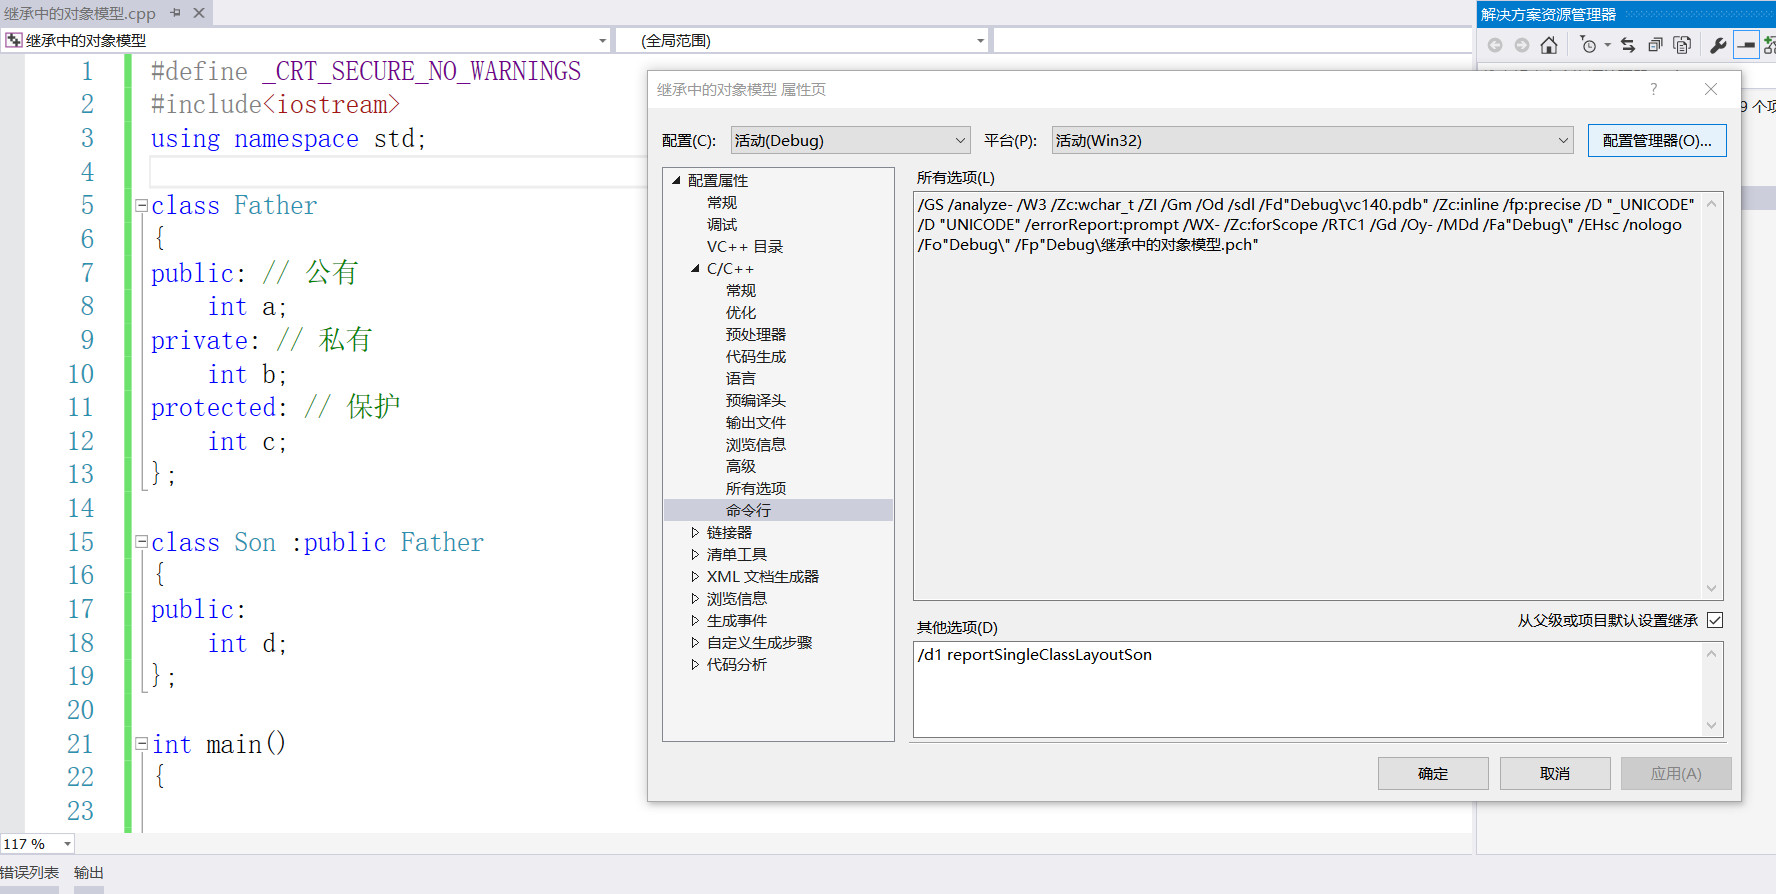 继承中的对象模型.cpp
继承中的对象模型
(全局范围)
1 #define _CRT_SECURE_NO_WARNINGS
2 #include<iostream>
3 using namespace std;
4
5 class Father
6 {
7 public: // 公有
8 int a;
9 private: // 私有
10 int b;
11 protected: // 保护
12 int c;
13 };
14
15 class Son :public Father
16 {
17 public:
18 int d;
19 };
20
21 int main()
22 {
23
117 %
错误列表 输出
解决方案资源管理器
9 个项
继承中的对象模型 属性页
配置(C): 活动(Debug) 平台(P): 活动(Win32) 配置管理器(O)...
配置属性
常规
调试
VC++ 目录
C/C++
常规
优化
预处理器
代码生成
语言
预编译头
输出文件
浏览信息
高级
所有选项
命令行
链接器
清单工具
XML 文档生成器
浏览信息
生成事件
自定义生成步骤
代码分析
所有选项(L)
/GS /analyze- /W3 /Zc:wchar_t /ZI /Gm /Od /sdl /Fd"Debug\vc140.pdb" /Zc:inline /fp:precise /D "_UNICODE"
/D "UNICODE" /errorReport:prompt /WX- /Zc:forScope /RTC1 /Gd /Oy- /MDd /Fa"Debug\" /EHsc /nologo
/Fo"Debug\" /Fp"Debug\继承中的对象模型.pch"
从父级或项目默认设置继承
其他选项(D)
/d1 reportSingleClassLayoutSon
确定 取消 应用(A)